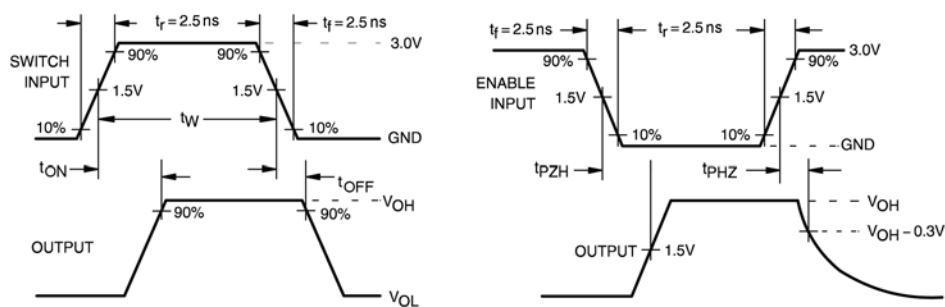 tr = 2.5 ns
tf = 2.5 ns
3.0V
SWITCH
INPUT
90%
90%
1.5V
1.5V
tW
10%
10%
GND
tON
tOFF
VOH
90%
90%
OUTPUT
VOL
tf = 2.5 ns
tr = 2.5 ns
3.0V
90%
90%
ENABLE
INPUT
1.5V
1.5V
10%
10%
GND
tPZH
tPHZ
VOH
VOH – 0.3V
OUTPUT
1.5V